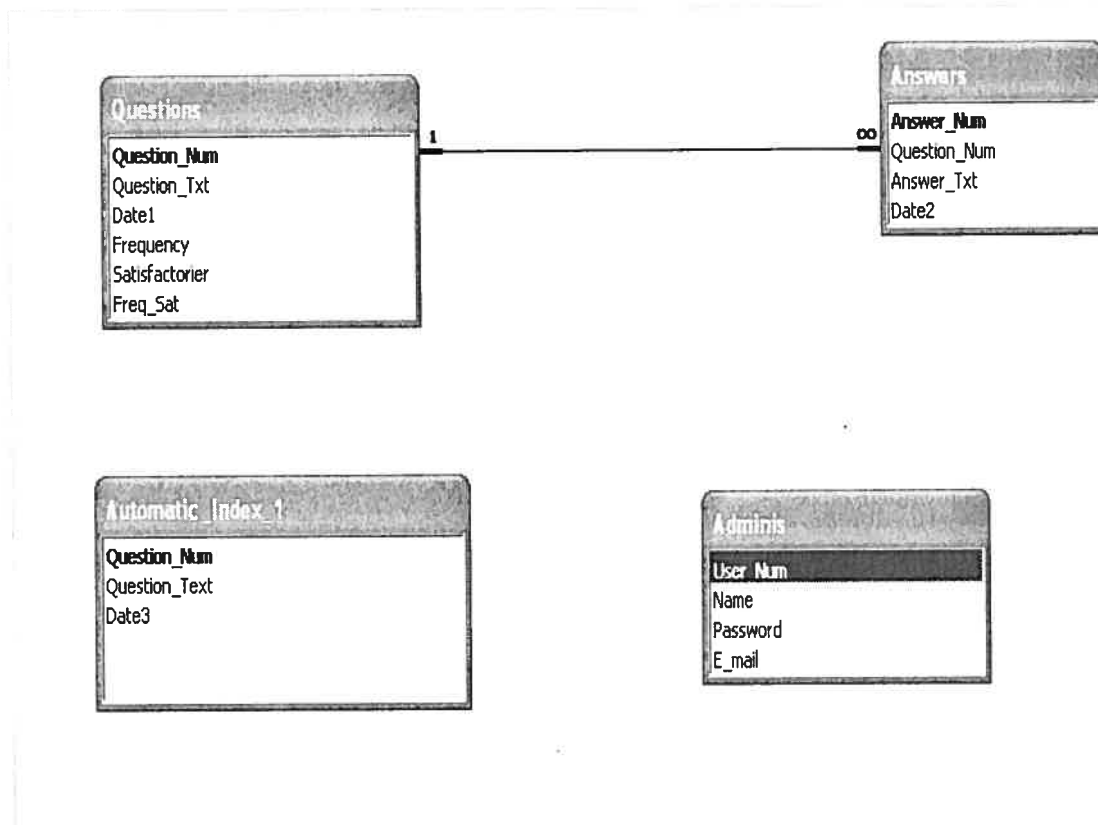 Questions
Question_Num
Question_Txt
Date1
Frequency
Satisfactorier
Freq_Sat
1
∞
Answers
Answer_Num
Question_Num
Answer_Txt
Date2
Automatic_Index_1
Question_Num
Question_Text
Date3
Adminis
User_Num
Name
Password
E_mail